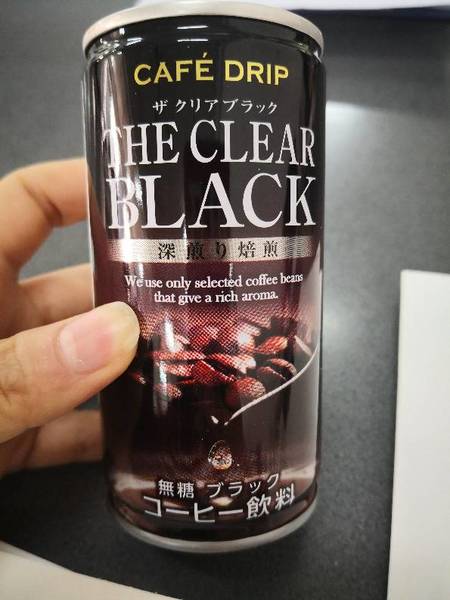 CAFÉ DRIP
ザ クリアブラック
THE CLEAR
BLACK
深煎り焙煎
We use only selected coffee beans
that give a rich aroma.
無糖 ブラック
コーヒー飲料